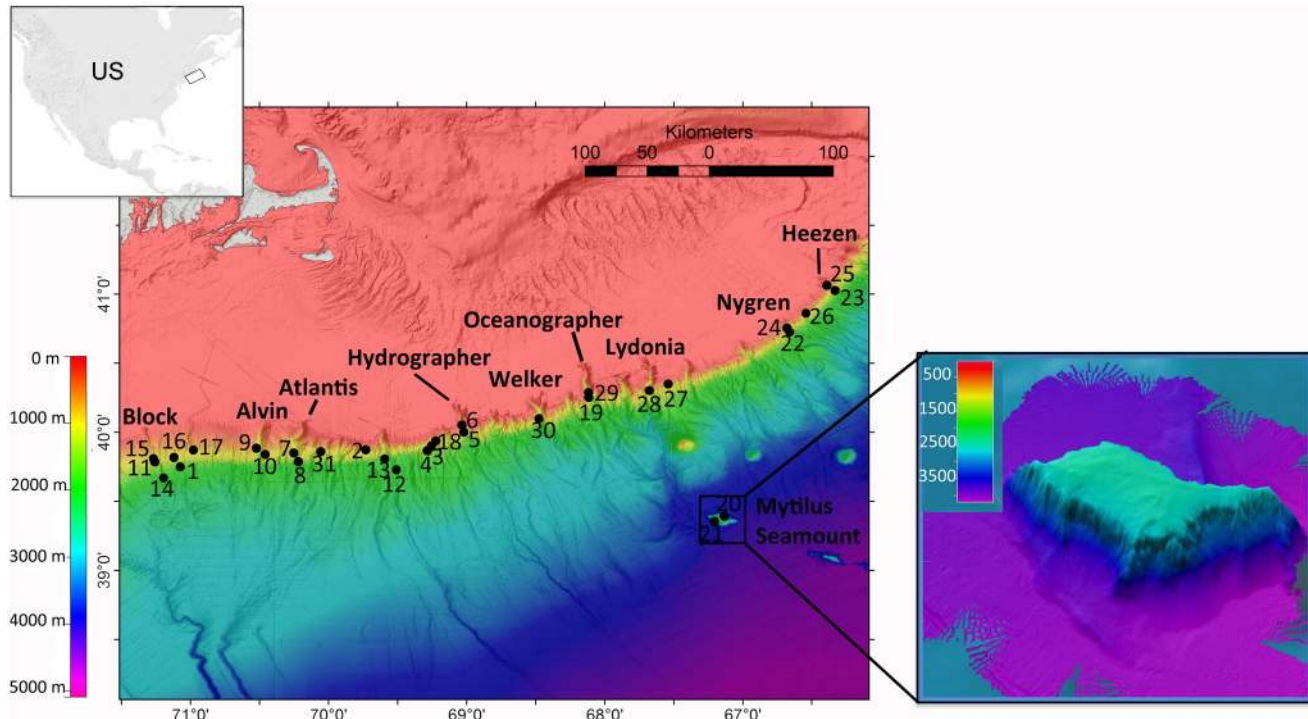 US
Kilometers
100 50 0 100
Heezen
25
23
26
Nygren
24
22
Oceanographer
Lydonia
29
19
28 27
Hydrographer
Welker
30
6
5
18
43
Atlantis
Alvin
Block
15 16 17
11
14
1
9
10
7
8
31
2
13
12
20
21
Mytilus
Seamount
41°0'
40°0'
39°0'
71°0' 70°0' 69°0' 68°0' 67°0'
0 m
1000 m
2000 m
3000 m
4000 m
5000 m
500
1500
2500
3500